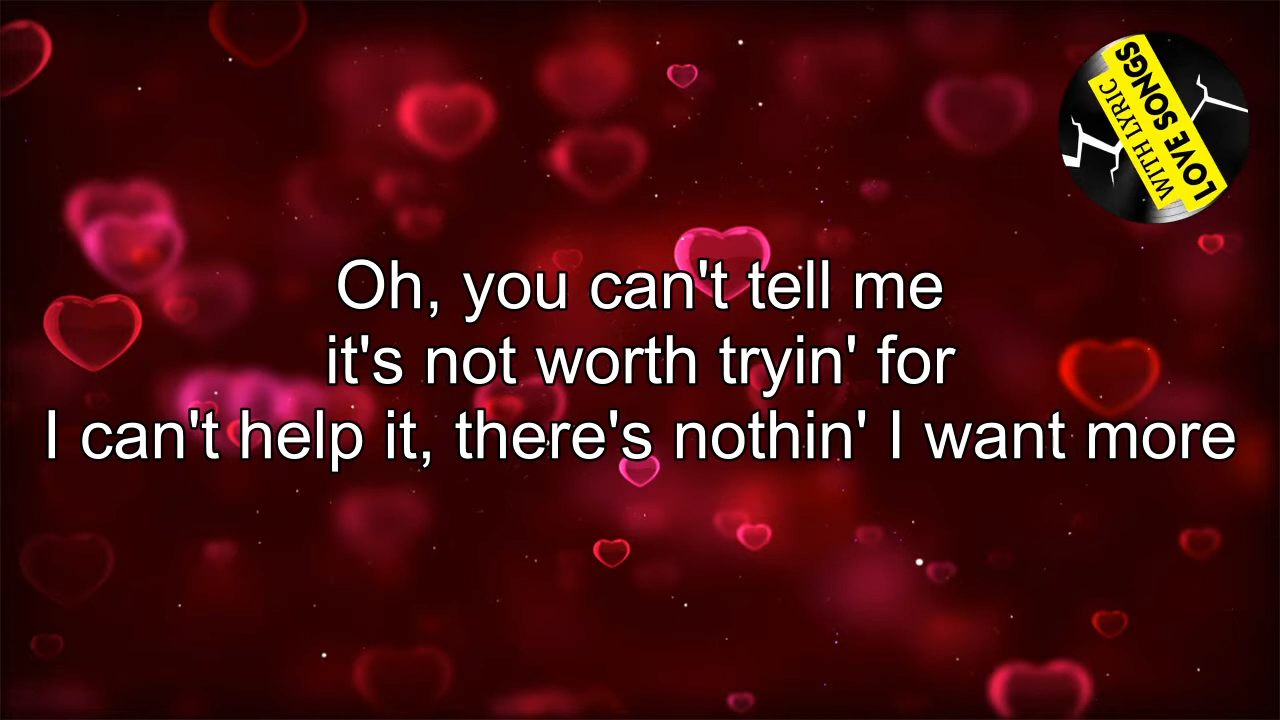 WITH LYRIC
LOVE SONGS
Oh, you can't tell me
it's not worth tryin' for
I can't help it, there's nothin' I want more